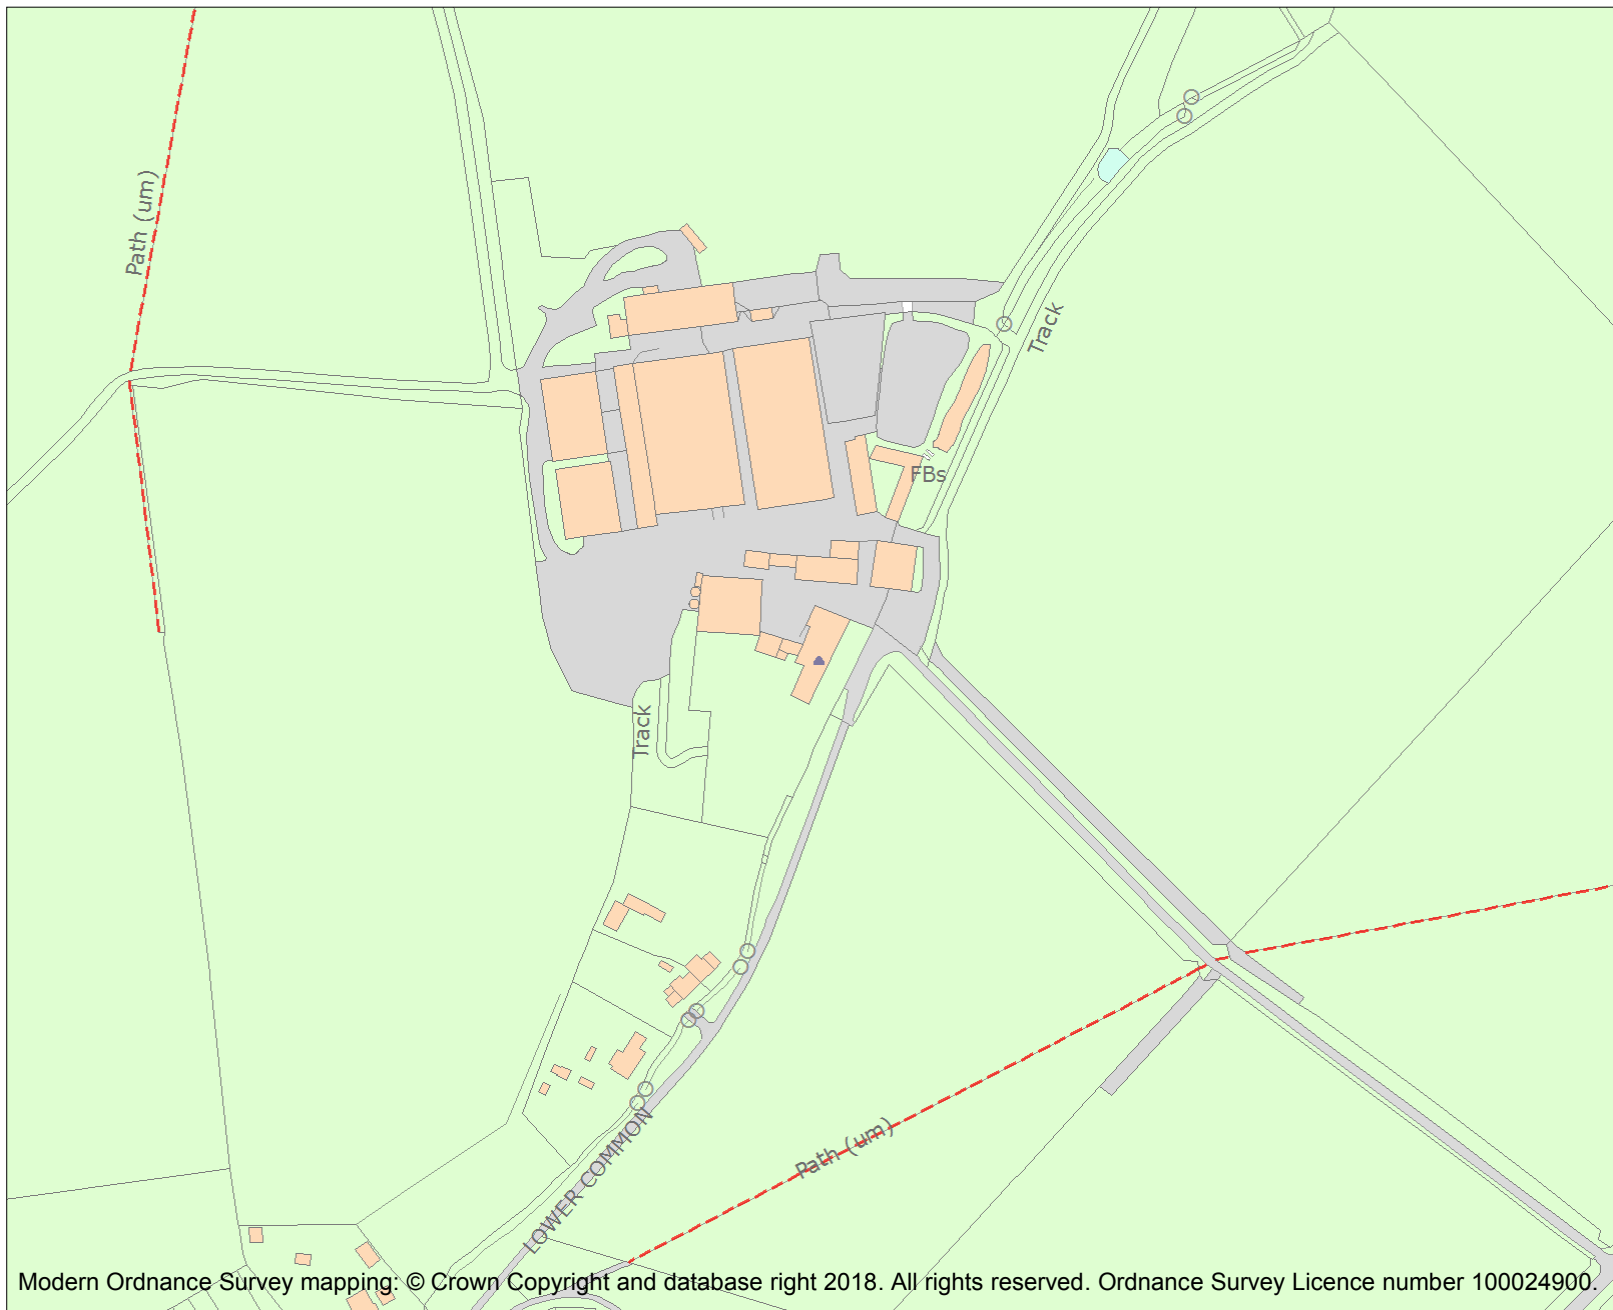 Path (um)
Track
FBs
Track
Path (um)
LOWER COMMON
Modern Ordnance Survey mapping: © Crown Copyright and database right 2018. All rights reserved. Ordnance Survey Licence number 100024900.